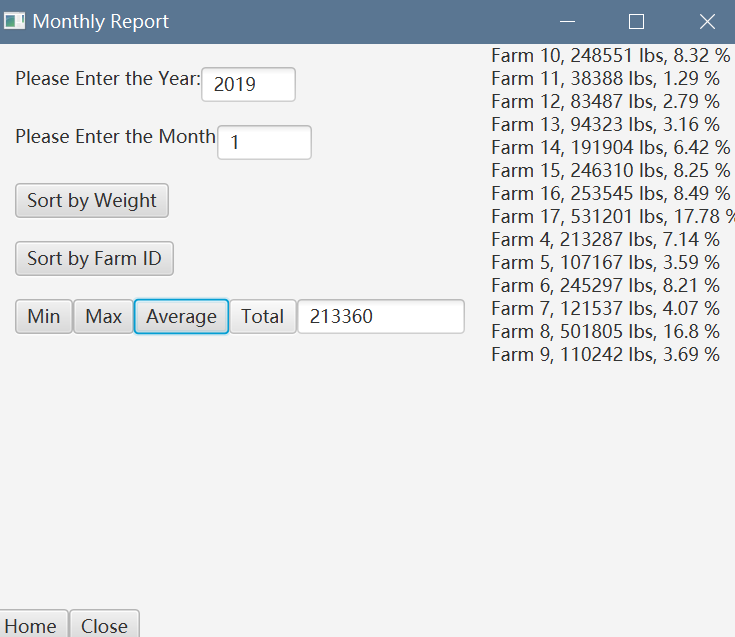 Monthly Report
Please Enter the Year: 2019
Please Enter the Month 1
Sort by Weight
Sort by Farm ID
Min Max Average Total 213360
Farm 10, 248551 lbs, 8.32 %
Farm 11, 38388 lbs, 1.29 %
Farm 12, 83487 lbs, 2.79 %
Farm 13, 94323 lbs, 3.16 %
Farm 14, 191904 lbs, 6.42 %
Farm 15, 246310 lbs, 8.25 %
Farm 16, 253545 lbs, 8.49 %
Farm 17, 531201 lbs, 17.78 %
Farm 4, 213287 lbs, 7.14 %
Farm 5, 107167 lbs, 3.59 %
Farm 6, 245297 lbs, 8.21 %
Farm 7, 121537 lbs, 4.07 %
Farm 8, 501805 lbs, 16.8 %
Farm 9, 110242 lbs, 3.69 %
Home Close